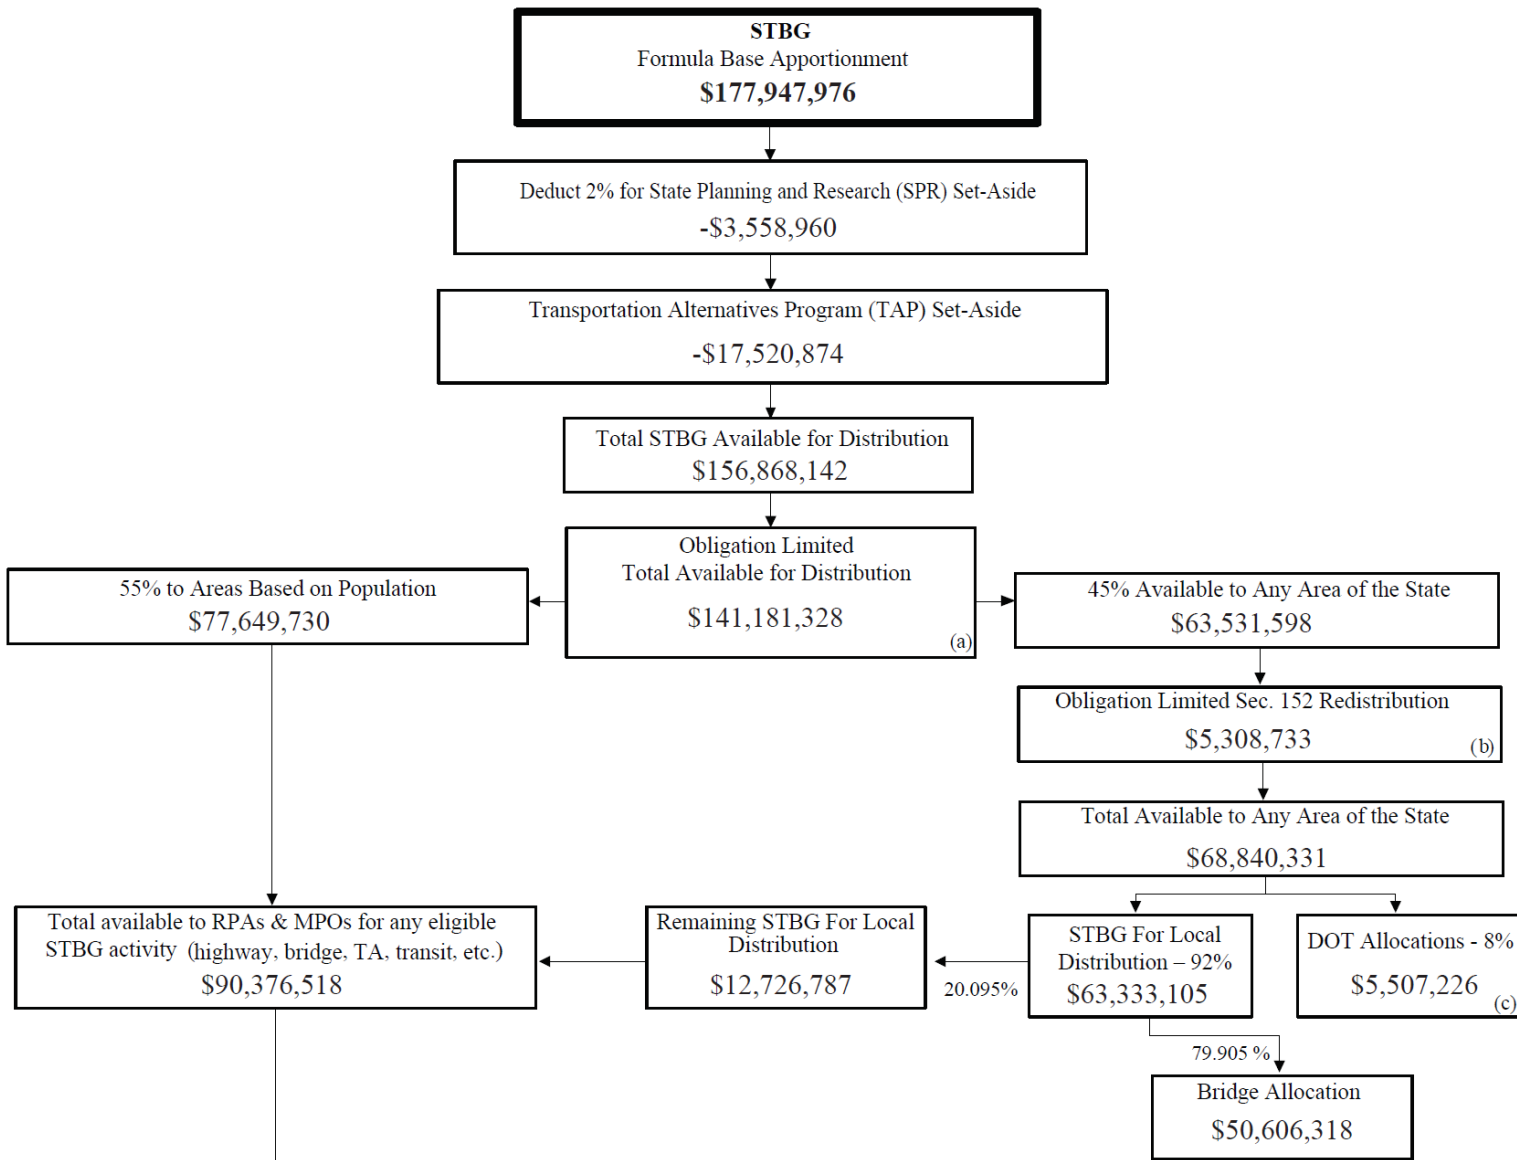 STBG
Formula Base Apportionment
$177,947,976
Deduct 2% for State Planning and Research (SPR) Set-Aside
-$3,558,960
Transportation Alternatives Program (TAP) Set-Aside
-$17,520,874
Total STBG Available for Distribution
$156,868,142
Obligation Limited
Total Available for Distribution
$141,181,328
(a)
55% to Areas Based on Population
$77,649,730
45% Available to Any Area of the State
$63,531,598
Obligation Limited Sec. 152 Redistribution
$5,308,733
(b)
Total Available to Any Area of the State
$68,840,331
Total available to RPAs & MPOs for any eligible
STBG activity (highway, bridge, TA, transit, etc.)
$90,376,518
Remaining STBG For Local
Distribution
$12,726,787
20.095%
STBG For Local
Distribution – 92%
$63,333,105
DOT Allocations - 8%
$5,507,226
(c)
79.905 %
Bridge Allocation
$50,606,318